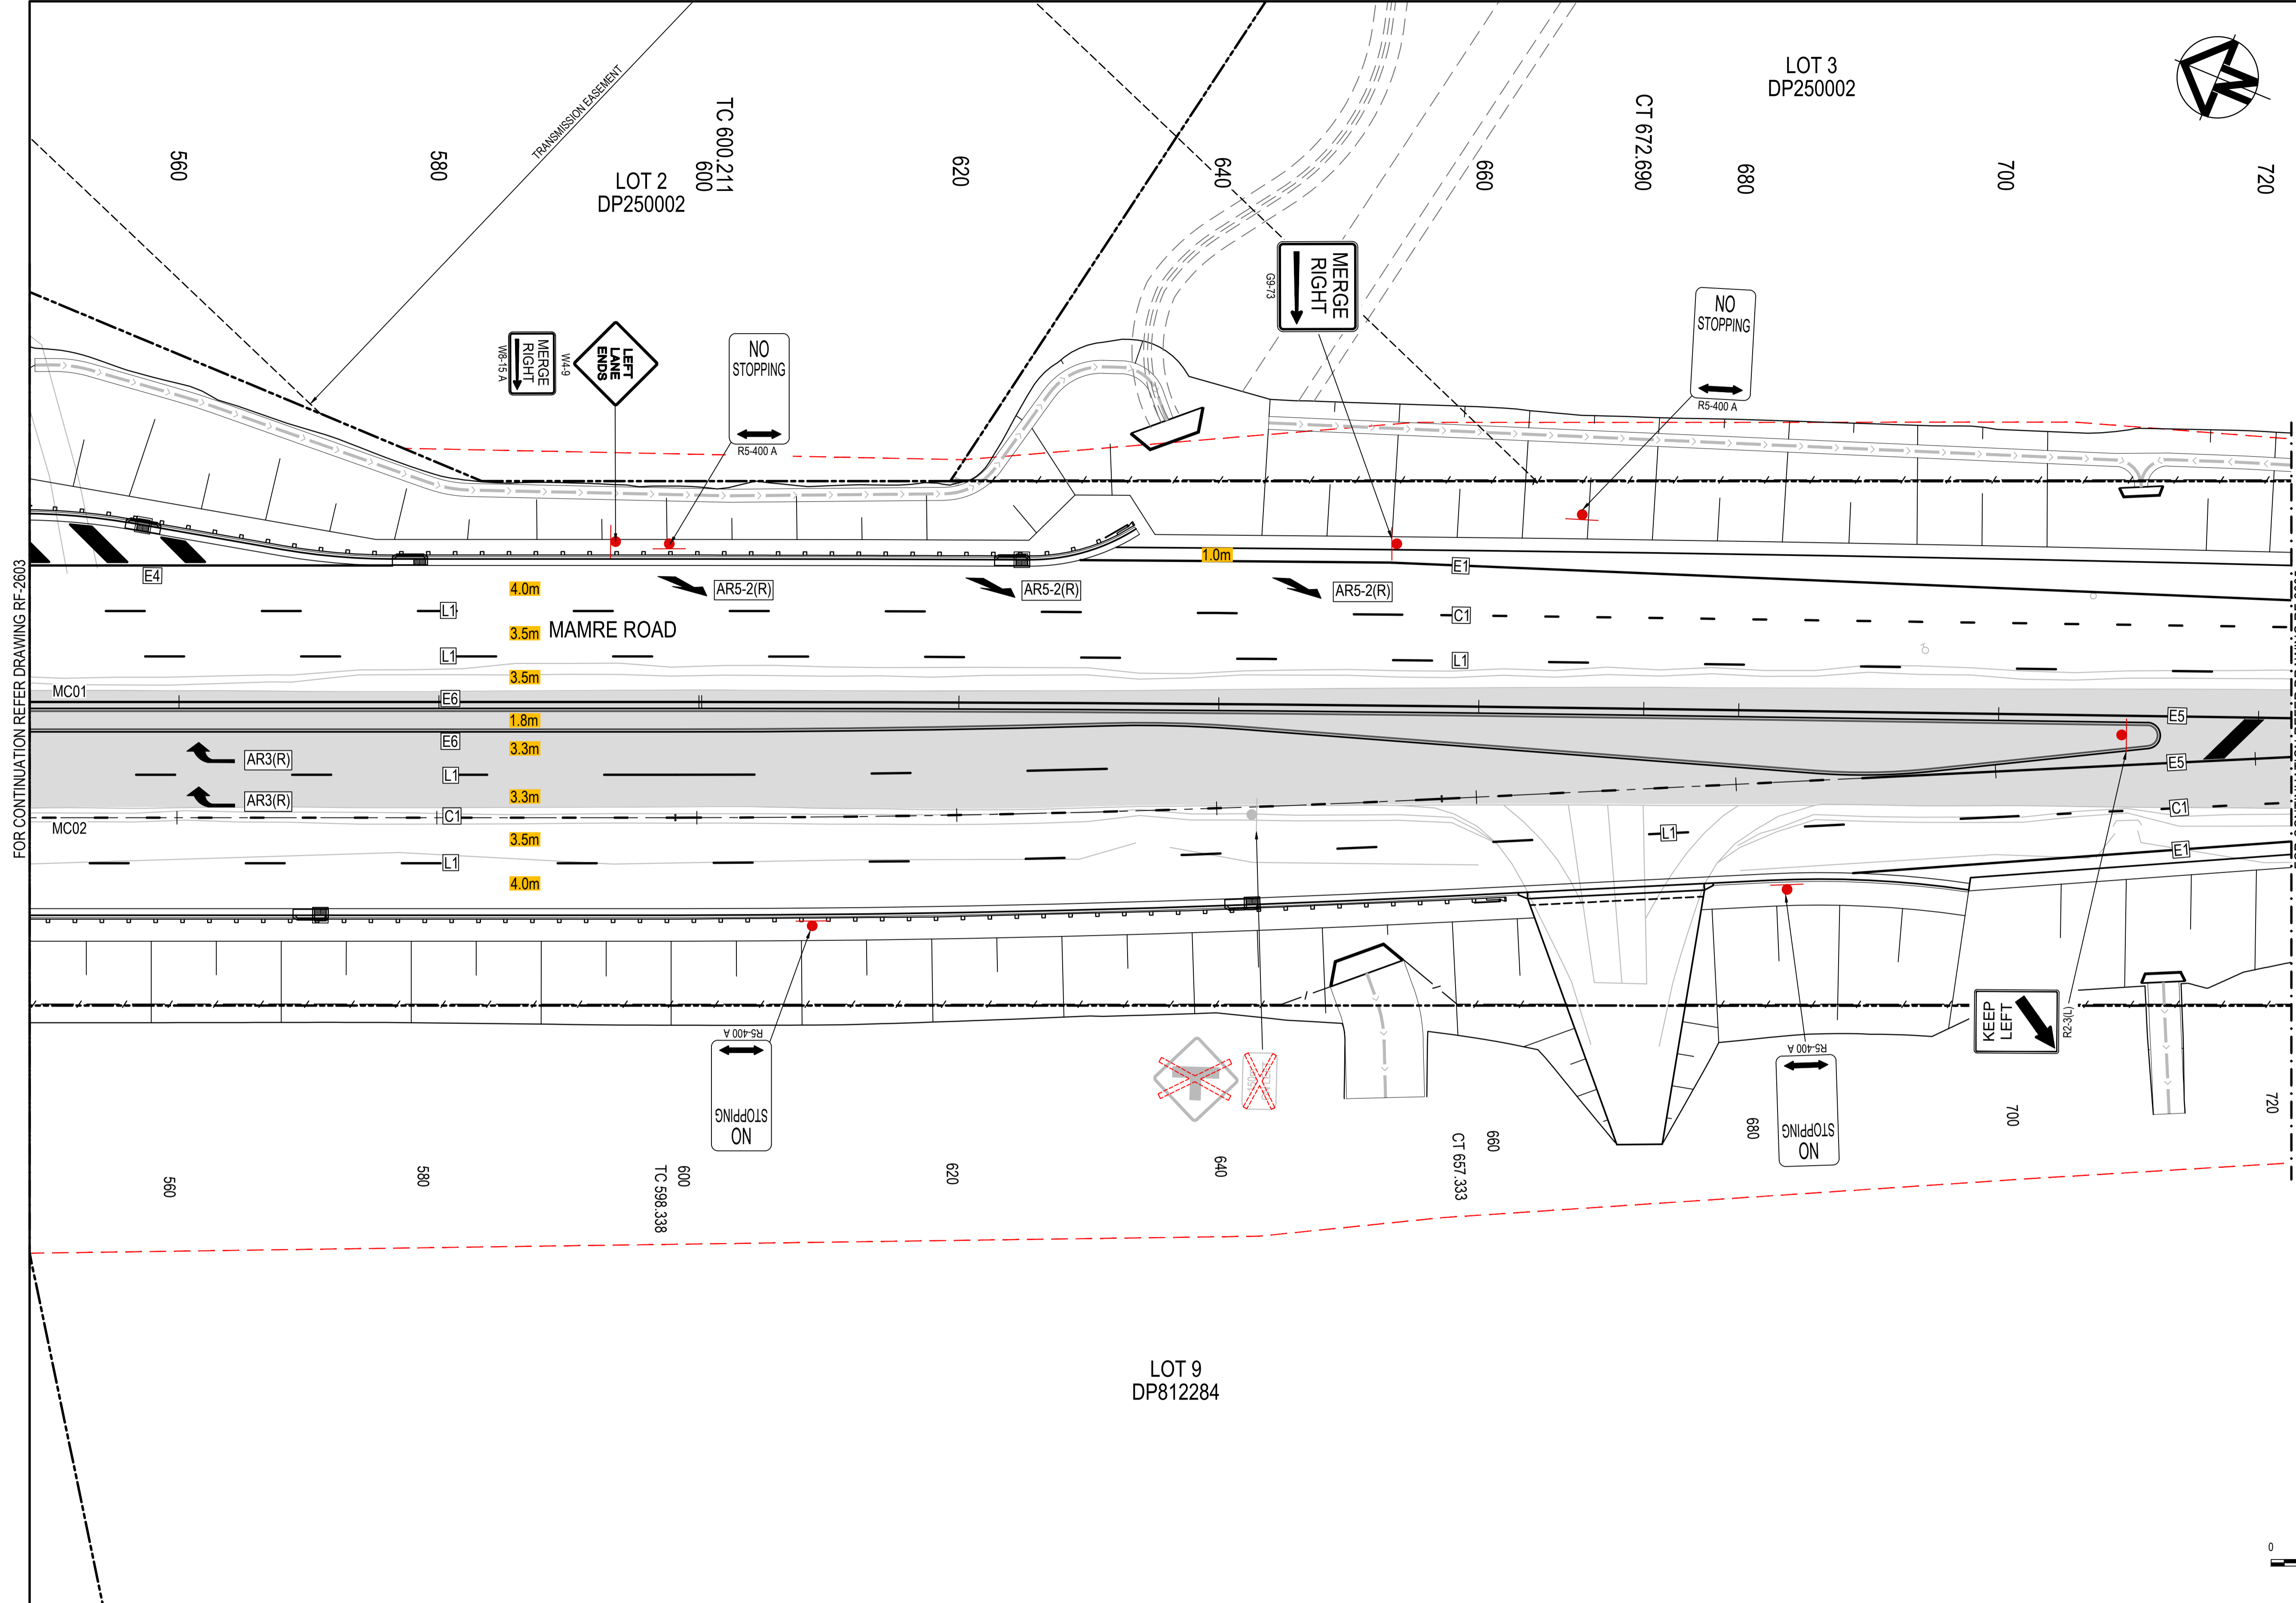 LOT 3
DP250002
N
TRANSMISSION EASEMENT
560
580
TC 600.211
600
620
640
660
CT 672.690
680
700
720
LOT 2
DP250002
MERGE
RIGHT
G9-73
NO
STOPPING
R5-400 A
MERGE
RIGHT
W8-15 A
LEFT
LANE
ENDS
W4-9
NO
STOPPING
R5-400 A
FOR CONTINUATION REFER DRAWING RF-2603
E4
4.0m
AR5-2(R)
AR5-2(R)
AR5-2(R)
1.0m
E1
L1
C1
3.5m
MAMRE ROAD
L1
L1
3.5m
MC01
E6
E5
1.8m
E6
3.3m
E5
AR3(R)
L1
AR3(R)
3.3m
C1
C1
MC02
3.5m
L1
E1
L1
4.0m
R5-400 A
NO
STOPPING
KEEP
LEFT
R2-3(L)
R5-400 A
NO
STOPPING
560
580
600
TC 598.338
620
640
660
CT 657.333
680
700
720
LOT 9
DP812284
0